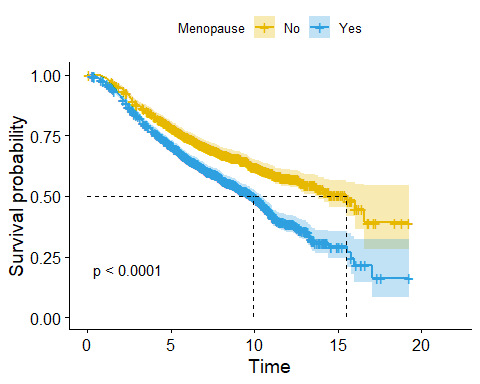 Menopause No Yes
Survival probability
1.00
0.75
0.50
0.25
0.00
p < 0.0001
0 5 10 15 20
Time